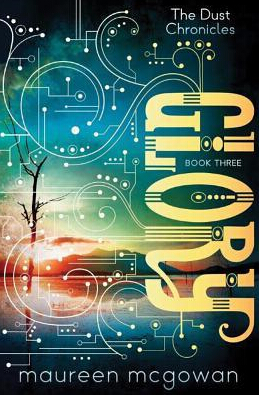 The Dust
Chronicles
GLORY
BOOK THREE
maureen mcgowan